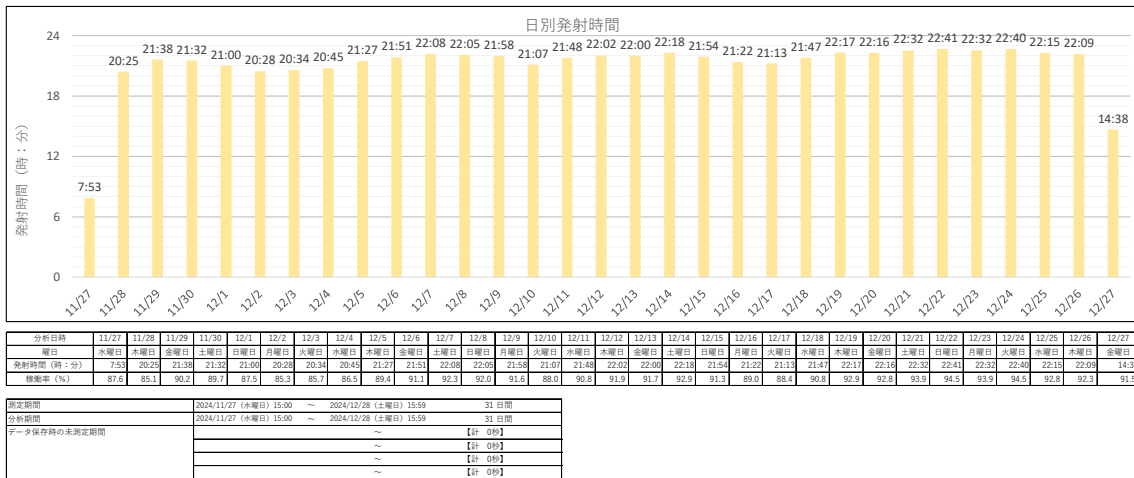 日別発射時間
発射時間（時：分）
24
18
12
6
0
7:53 20:25 21:38 21:32 21:00 20:28 20:34 20:45 21:27 21:51 22:08 22:05 21:58 21:07 21:48 22:02 22:00 22:18 21:54 21:22 21:13 21:47 22:17 22:16 22:32 22:41 22:32 22:40 22:15 22:09 14:38
11/27 11/28 11/29 11/30 12/1 12/2 12/3 12/4 12/5 12/6 12/7 12/8 12/9 12/10 12/11 12/12 12/13 12/14 12/15 12/16 12/17 12/18 12/19 12/20 12/21 12/22 12/23 12/24 12/25 12/26 12/27
分析日時 11/27 11/28 11/29 11/30 12/1 12/2 12/3 12/4 12/5 12/6 12/7 12/8 12/9 12/10 12/11 12/12 12/13 12/14 12/15 12/16 12/17 12/18 12/19 12/20 12/21 12/22 12/23 12/24 12/25 12/26 12/27
曜日 水曜日 木曜日 金曜日 土曜日 日曜日 月曜日 火曜日 水曜日 木曜日 金曜日 土曜日 日曜日 月曜日 火曜日 水曜日 木曜日 金曜日 土曜日 日曜日 月曜日 火曜日 水曜日 木曜日 金曜日 土曜日 日曜日 月曜日 火曜日 水曜日 木曜日 金曜日
発射時間（時：分） 7:53 20:25 21:38 21:32 21:00 20:28 20:34 20:45 21:27 21:51 22:08 22:05 21:58 21:07 21:48 22:02 22:00 22:18 21:54 21:22 21:13 21:47 22:17 22:16 22:32 22:41 22:32 22:40 22:15 22:09 14:3
稼働率（%） 87.6 85.1 90.2 89.7 87.5 85.3 85.7 86.5 89.4 91.1 92.3 92.0 91.6 88.0 90.8 91.9 91.7 92.9 91.3 89.0 88.4 90.8 92.9 92.8 93.9 94.5 93.9 94.5 92.8 92.3 91.5
測定期間 2024/11/27（水曜日）15:00 ～ 2024/12/28（土曜日）15:59 31 日間
分析期間 2024/11/27（水曜日）15:00 ～ 2024/12/28（土曜日）15:59 31 日間
データ保存時の未測定期間 ～ 【計 0秒】
～ 【計 0秒】
～ 【計 0秒】
～ 【計 0秒】